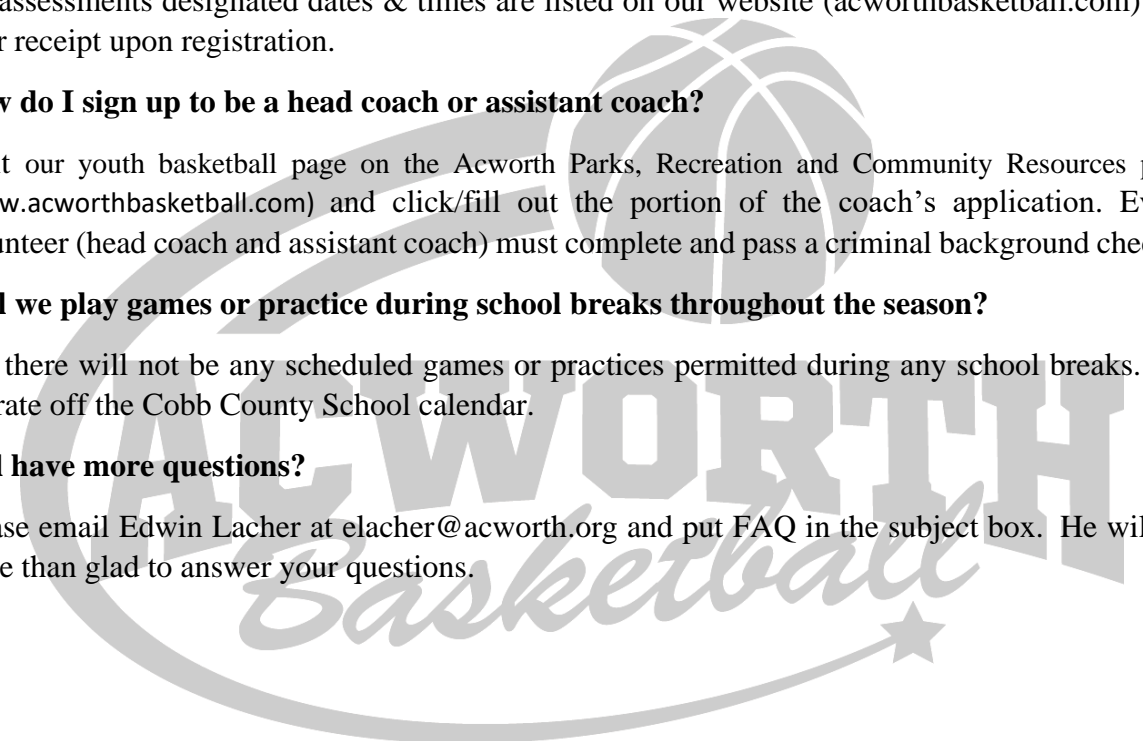 assessments designated dates & times are listed on our website (acworthbasketball.com)
receipt upon registration.
do I sign up to be a head coach or assistant coach?
our youth basketball page on the Acworth Parks, Recreation and Community Resources
w.acworthbasketball.com) and click/fill out the portion of the coach’s application.
unteer (head coach and assistant coach) must complete and pass a criminal background
we play games or practice during school breaks throughout the season?
there will not be any scheduled games or practices permitted during any school breaks.
rate off the Cobb County School calendar.
I have more questions?
ase email Edwin Lacher at elacher@acworth.org and put FAQ in the subject box. He wil
e than glad to answer your questions.
ACWORTH
Basketball